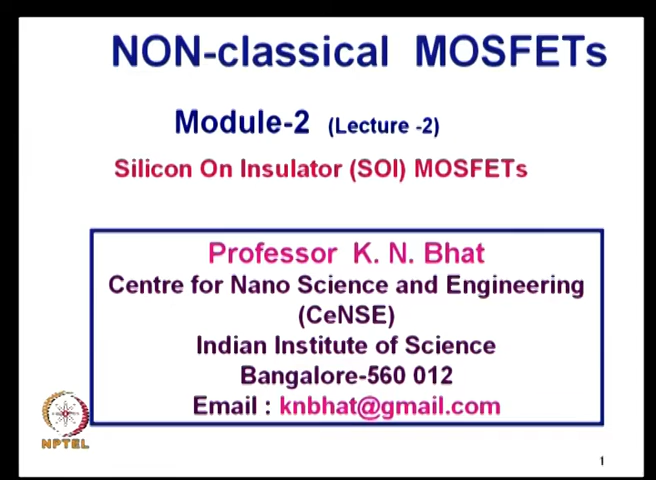 NON-classical MOSFETs
Module-2 (Lecture -2)
Silicon On Insulator (SOI) MOSFETs
Professor K. N. Bhat
Centre for Nano Science and Engineering
(CeNSE)
Indian Institute of Science
Bangalore-560 012
Email : knbhat@gmail.com
NPTEL
1